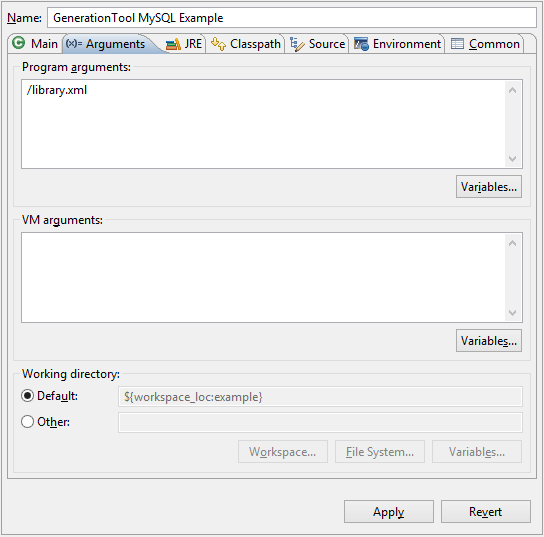 Name: GenerationTool MySQL Example
Main (x)= Arguments JRE Classpath Source Environment Common
Program arguments:
/library.xml
Variables...
VM arguments:
Variables...
Working directory:
Default: ${workspace_loc:example}
Other:
Workspace... File System... Variables...
Apply Revert